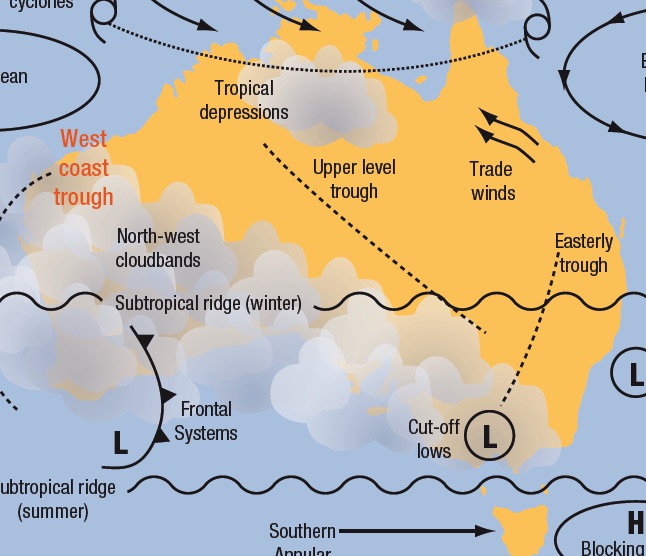 cyclones
ean
Tropical
depressions
West
coast
trough
Upper level
trough
Trade
winds
North-west
cloudbands
Easterly
trough
Subtropical ridge (winter)
L
Frontal
Systems
L
Cut-off
lows
L
ubtropical ridge
(summer)
Southern
Annular
H
Blocking